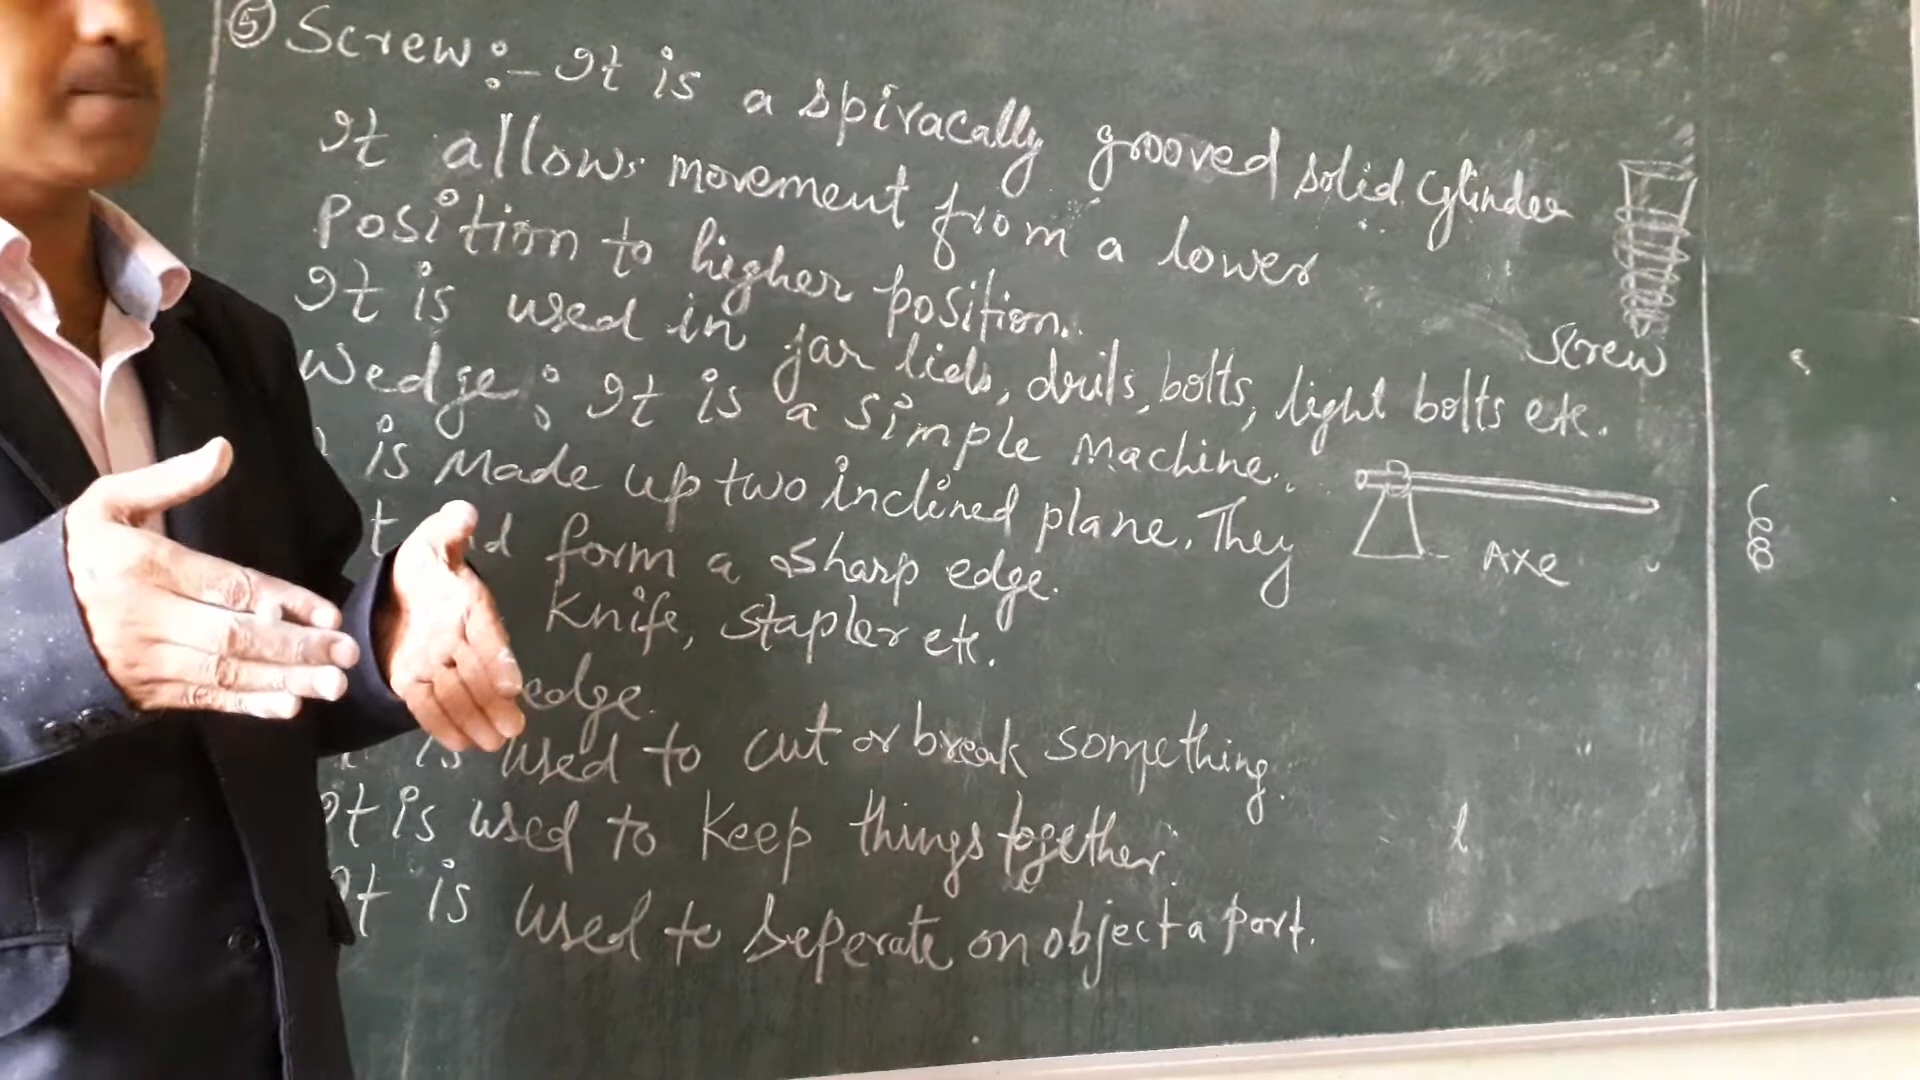 ⑤ Screw:- It is a spiracally grooved solid cylinder
It allows movement from a lower
Position to higher position.
It is used in jar lids, drils, bolts, light bolts etc.
Screw
Wedge: It is a simple machine.
is Made up two inclined plane. They
form a sharp edge.
AXe
Knife, stapler etc.
edge.
is used to cut or break something.
It is used to Keep things together.
It is used to seperate on object a part.